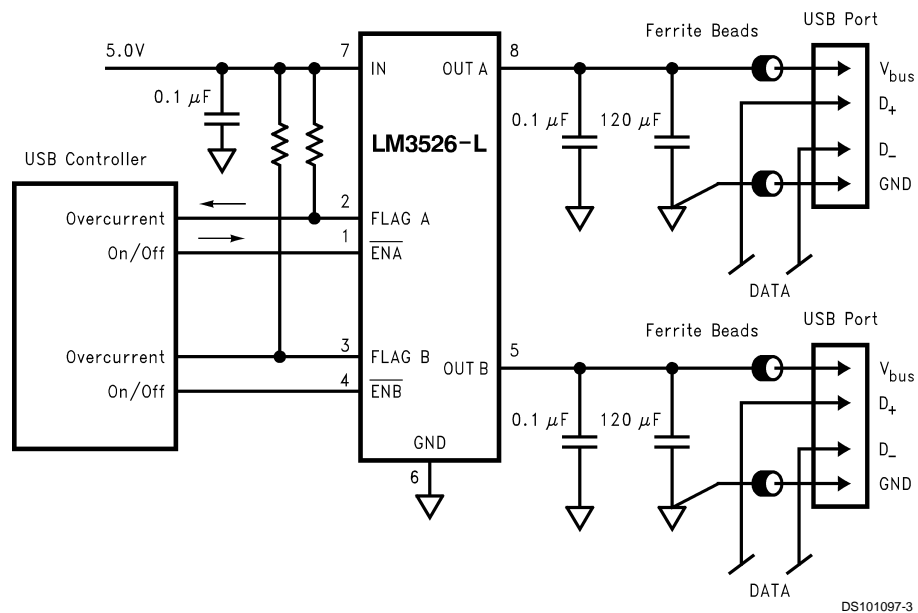 Ferrite Beads
USB Port
5.0V
7
IN
OUT A
8
Vbus
0.1 μF
0.1 μF
120 μF
D+
LM3526-L
D−
USB Controller
GND
Overcurrent
2
FLAG A
On/Off
1
ENA
DATA
Ferrite Beads
USB Port
Overcurrent
3
FLAG B
OUT B
5
Vbus
On/Off
4
ENB
D+
0.1 μF
120 μF
GND
D−
6
GND
DATA
DS101097-3